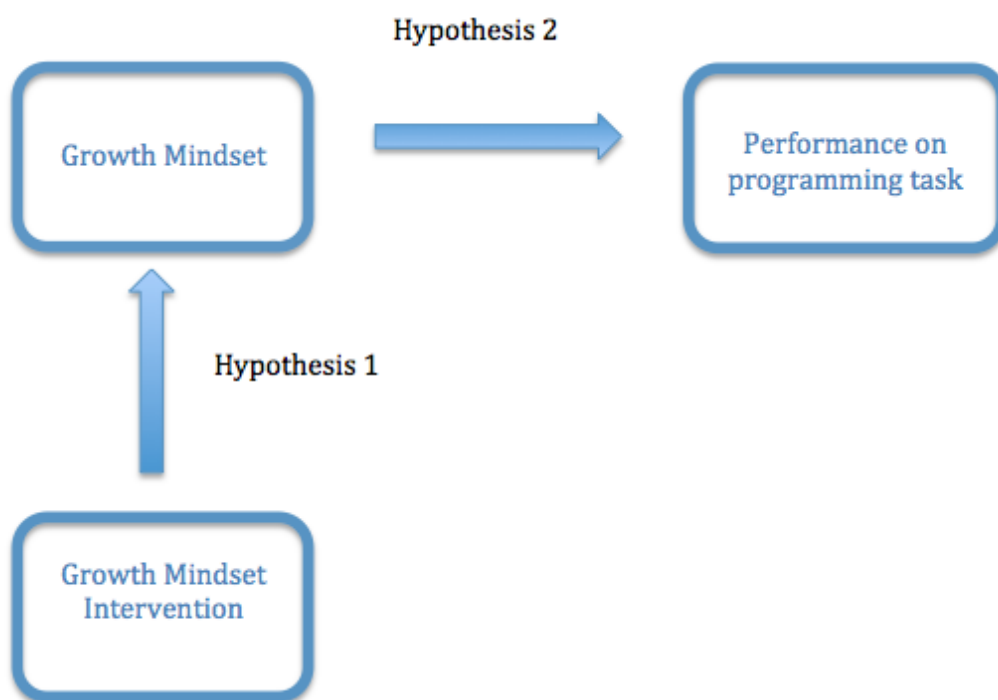 Hypothesis 2
Growth Mindset
Performance on
programming task
Hypothesis 1
Growth Mindset
Intervention